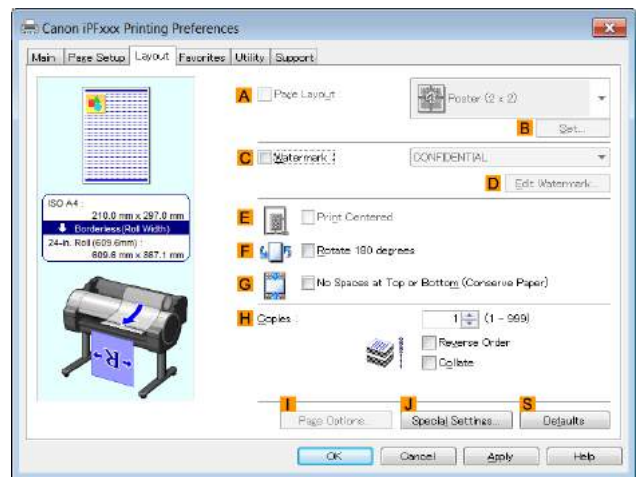 Canon iPFxxx Printing Preferences
Main Page Setup Layout Favorites Utility Support
A Page Layout : Poster (2 x 2)
B Set...
C Watermark : CONFIDENTIAL
D Edit Watermark...
ISO A4 :
210.0 mm x 297.0 mm
Borderless(Roll Width)
24-in. Roll (609.6mm) :
609.6 mm x 867.1 mm
E Print Centered
F Rotate 180 degrees
G No Spaces at Top or Bottom (Conserve Paper)
H Copies : 1 (1 - 999)
Reverse Order
Collate
R
I J S
Page Options... Special Settings... Defaults
OK Cancel Apply Help